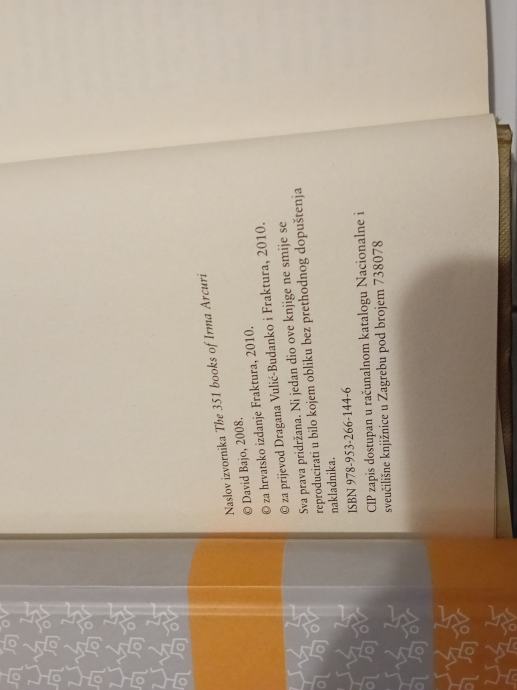 Naslov izvornika The 351 books of Irma Arcuri
© David Bajo, 2008.
© za hrvatsko izdanje Fraktura, 2010.
© za prijevod Dragana Vulić-Budanko i Fraktura, 2010.
Sva prava pridržana. Ni jedan dio ove knjige ne smije se
reproducirati u bilo kojem obliku bez prethodnog dopuštenja
nakladnika.
ISBN 978-953-266-144-6
CIP zapis dostupan u računalnom katalogu Nacionalne i
sveučilišne knjižnice u Zagrebu pod brojem 738078